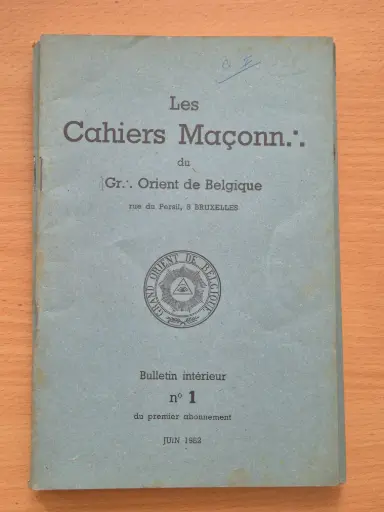 Les
Cahiers Maçonn∴
du
Gr∴ Orient de Belgique
rue du Persil, 8 BRUXELLES
GRAND ORIENT DE BELGIQUE
Bulletin intérieur
n° 1
du premier abonnement
JUIN 1952